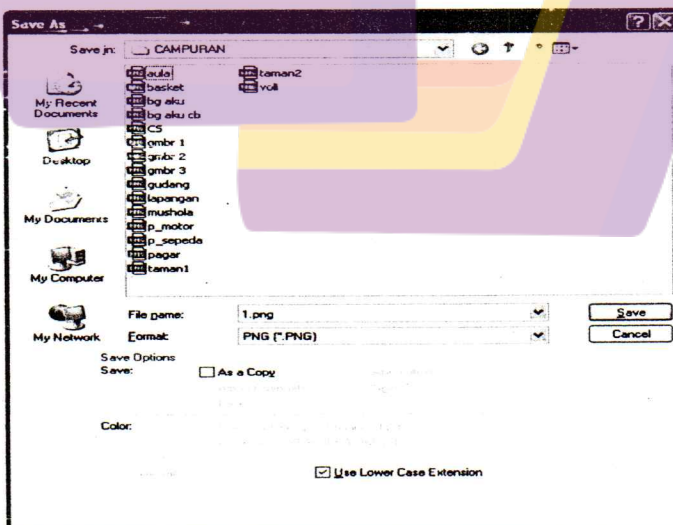 Save As
Save in: CAMPURAN
aula
basket
bg aku
bg aku cb
CS
gmbr 1
gmbr 2
gmbr 3
gudang
lapangan
mushola
p_motor
p_sepeda
pagar
taman1
taman2
voli
My Recent
Documents
Desktop
My Documents
My Computer
My Network
File name: 1.png
Format: PNG (*.PNG)
Save
Cancel
Save Options
Save: As a Copy
Color:
Use Lower Case Extension